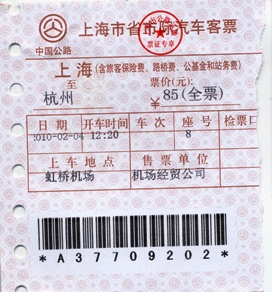 上海市省市际汽车客票
中国公路
票证专章
上海(含旅客保险费、路桥费、公基金和站务费)
至 票价(元):
杭州 ¥ 85(全票)
日期 开车时间 车次 座号 检票口
2010-02-04 12:20 8
上车地点 售票单位
虹桥机场 机场经贸公司
*A37709202*